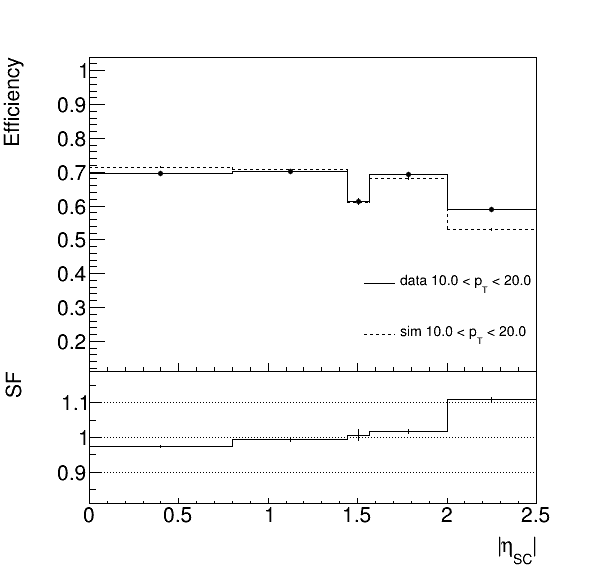 Efficiency
1
0.9
0.8
0.7
0.6
0.5
0.4
0.3
0.2
data 10.0 < p_T < 20.0
sim 10.0 < p_T < 20.0
SF
1.1
1
0.9
0 0.5 1 1.5 2 2.5
|η_SC|